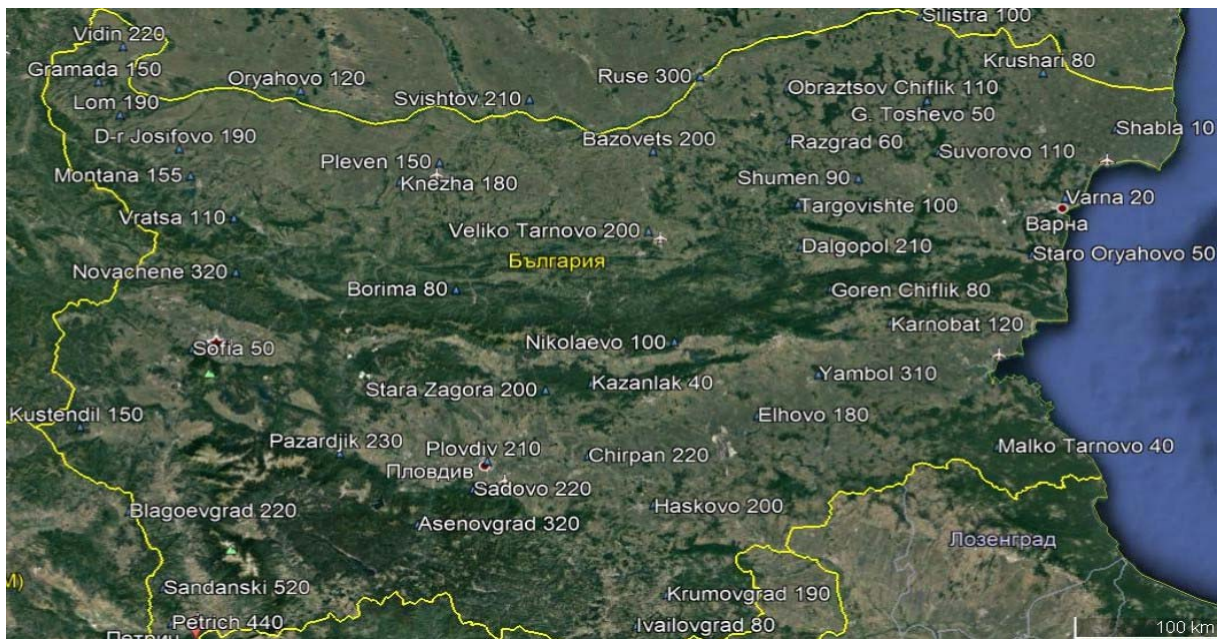 Silistra 100
Vidin 220
Krushari 80
Gramada 150
Oryahovo 120
Ruse 300
Obraztsov Chiflik 110
Lom 190
Svishtov 210
G. Toshevo 50
Shabla 10
D-r Josifovo 190
Bazovets 200
Razgrad 60
Suvorovo 110
Pleven 150
Montana 155
Knezha 180
Shumen 90
Varna 20
Targovishte 100
Варна
Vratsa 110
Veliko Tarnovo 200
Dalgopol 210
Staro Oryahovo 50
България
Novachene 320
Borima 80
Goren Chiflik 80
Karnobat 120
Nikolaevo 100
Sofia 50
Yambol 310
Stara Zagora 200
Kazanlak 40
Kustendil 150
Elhovo 180
Pazardjik 230
Plovdiv 210
Malko Tarnovo 40
Chirpan 220
Пловдив
Sadovo 220
Haskovo 200
Blagoevgrad 220
Asenovgrad 320
Лозенград
M)
Sandanski 520
Krumovgrad 190
Petrich 440
Ivailovgrad 80
100 km
Петрич